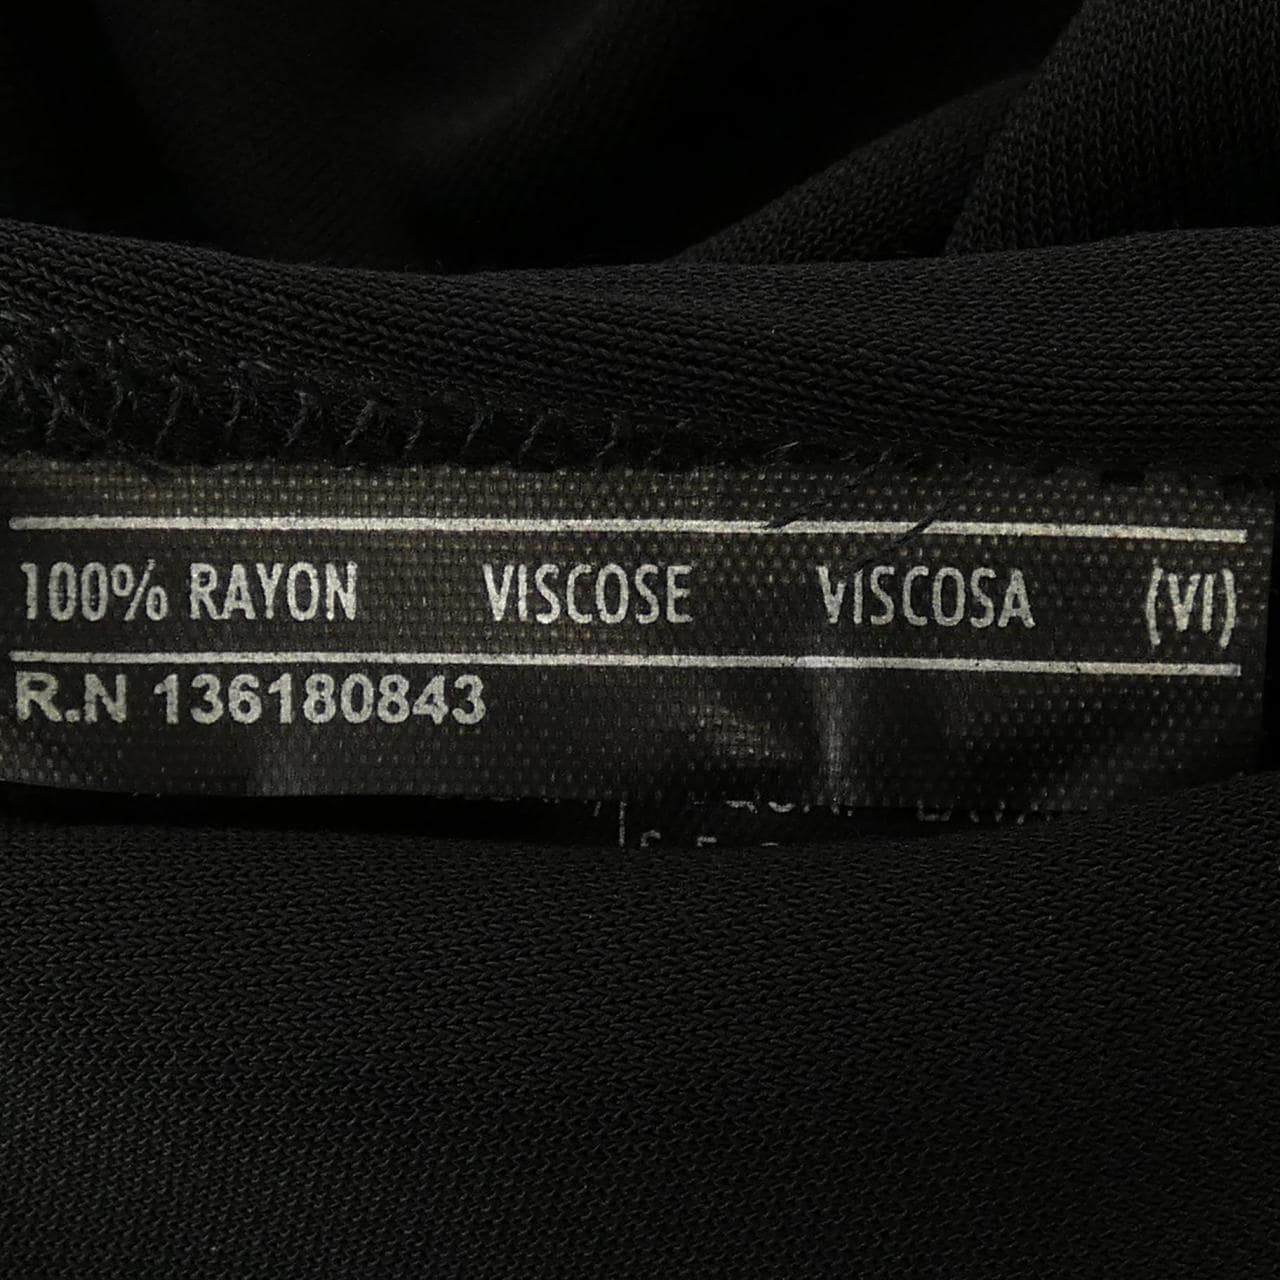 100% RAYON VISCOSE VISCOSA (VI)
R.N 136180843